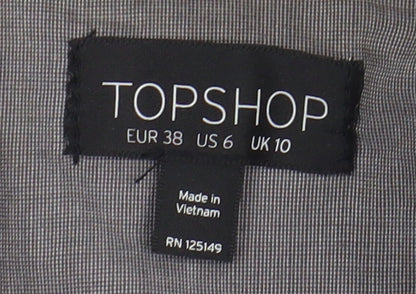 TOPSHOP
EUR 38 US 6 UK 10
Made in
Vietnam
RN 125149